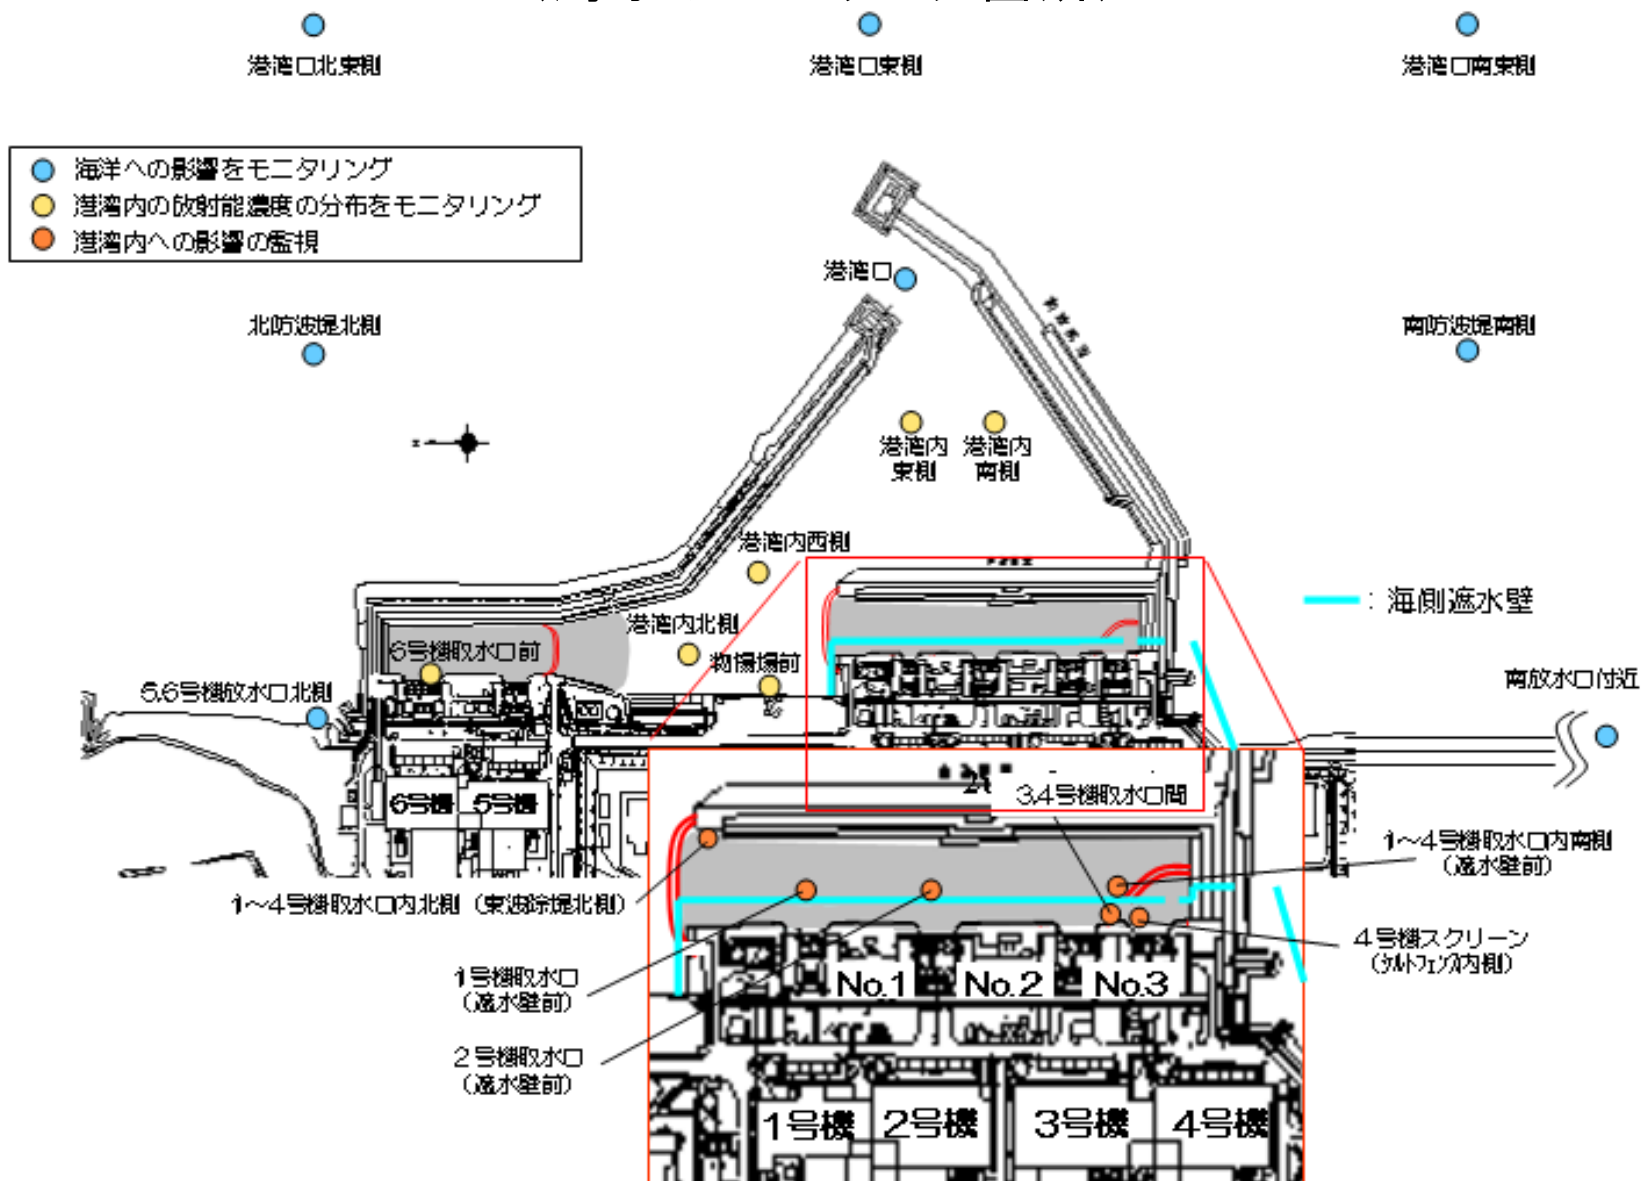 港湾口北東側
港湾口東側
港湾口南東側
海洋への影響をモニタリング
港湾内の放射能濃度の分布をモニタリング
港湾内への影響の監視
港湾口
北防波堤北側
南防波堤南側
港湾内
東側
港湾内
南側
港湾内西側
:海側遮水壁
港湾内北側
6号機取水口前
物揚場前
5,6号機放水口北側
南放水口付近
6号機
5号機
3,4号機取水口間
1～4号機取水口内南側
(遮水壁前)
1～4号機取水口内北側(東波除堤北側)
4号機スクリーン
(シルトフェンス内側)
1号機取水口
(遮水壁前)
No.1
No.2
No.3
2号機取水口
(遮水壁前)
1号機
2号機
3号機
4号機